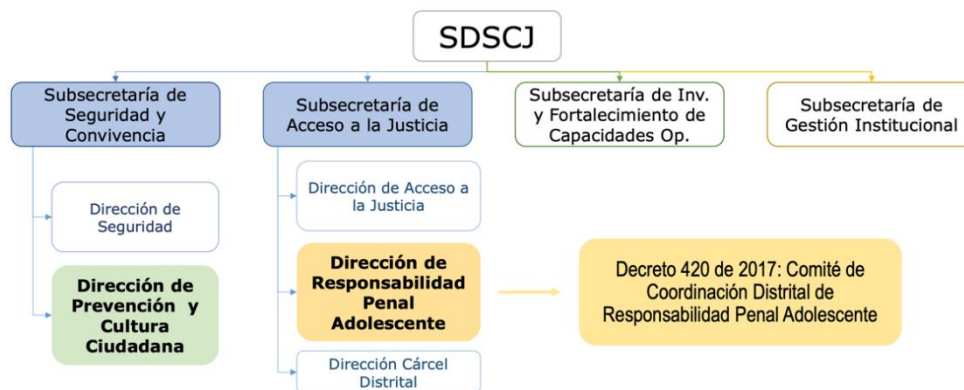 SDSCJ
Subsecretaría de
Seguridad y
Convivencia
Subsecretaría de
Acceso a la Justicia
Subsecretaría de Inv.
y Fortalecimiento de
Capacidades Op.
Subsecretaría de
Gestión Institucional
Dirección de
Seguridad
Dirección de
Prevención y
Cultura
Ciudadana
Dirección de Acceso a
la Justicia
Dirección de
Responsabilidad
Penal
Adolescente
Dirección Cárcel
Distrital
Decreto 420 de 2017: Comité de
Coordinación Distrital de
Responsabilidad Penal Adolescente